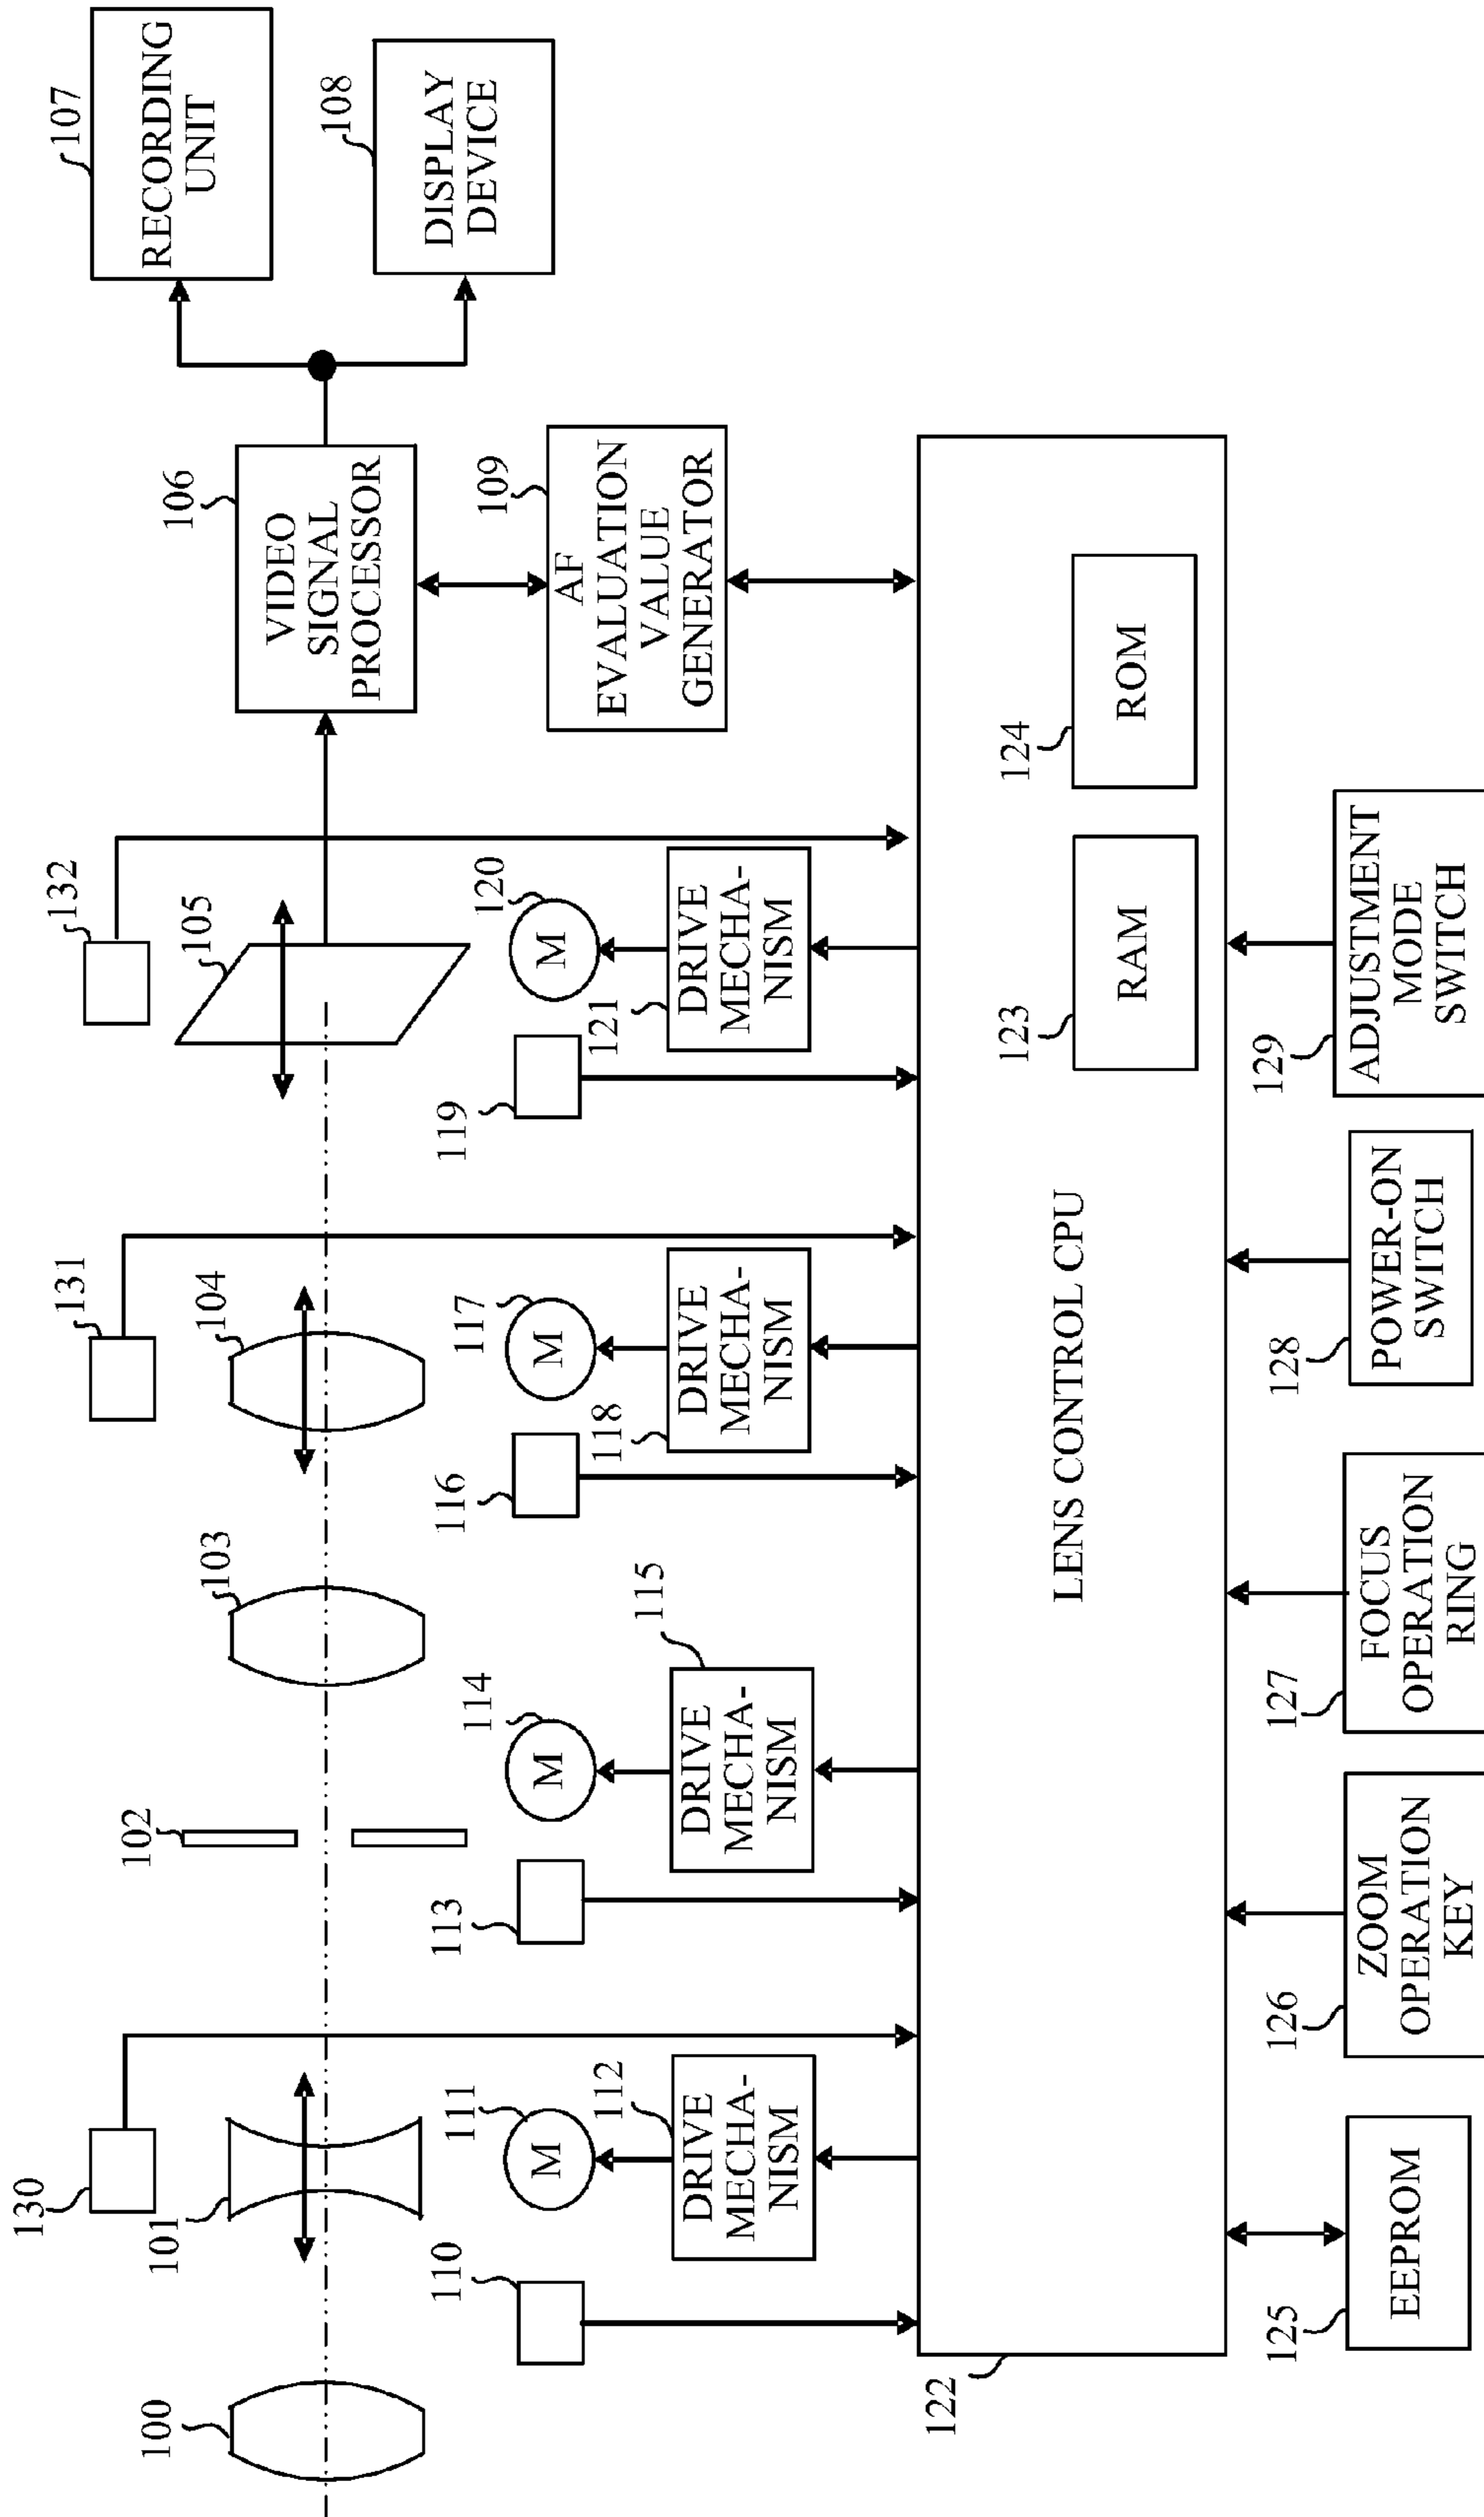 130
131
132
107
RECORDING
UNIT
100
101
102
103
104
105
106
VIDEO
SIGNAL
PROCESSOR
108
DISPLAY
DEVICE
110
111
M
112
DRIVE
MECHA-
NISM
113
114
M
115
DRIVE
MECHA-
NISM
116
117
M
118
DRIVE
MECHA-
NISM
119
120
M
121
DRIVE
MECHA-
NISM
109
AF
EVALUATION
VALUE
GENERATOR
122
LENS CONTROL CPU
123
RAM
124
ROM
125
EEPROM
126
ZOOM
OPERATION
KEY
127
FOCUS
OPERATION
RING
128
POWER-ON
SWITCH
129
ADJUSTMENT
MODE
SWITCH